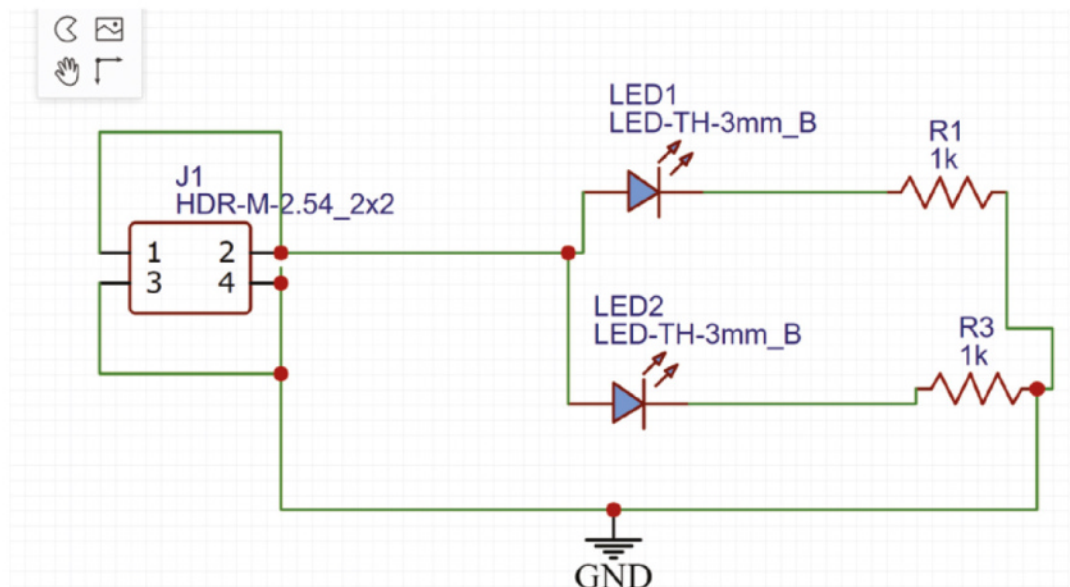 LED1
LED-TH-3mm_B
R1
1k
J1
HDR-M-2.54_2x2
1 2
3 4
LED2
LED-TH-3mm_B
R3
1k
GND